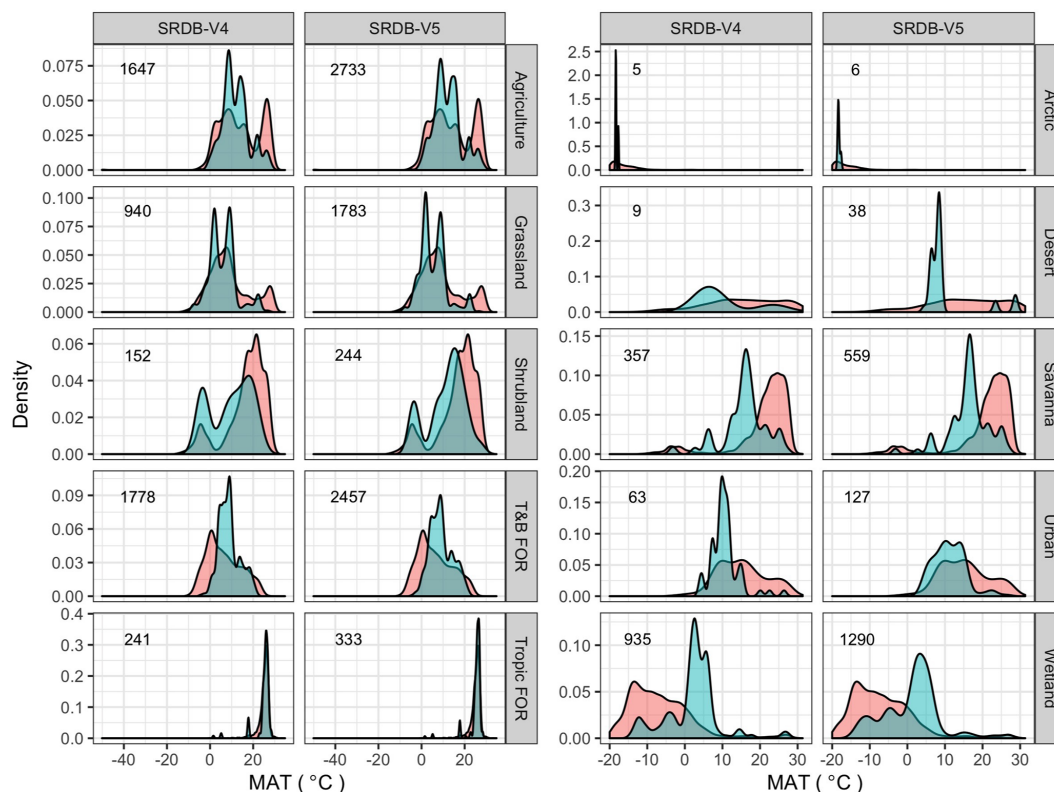 SRDB-V4 SRDB-V5 SRDB-V4 SRDB-V5
0.075 0.050 0.025 0.000 1647 2733 Agriculture
2.5 2.0 1.5 1.0 0.5 0.0 5 6 Arctic
0.100 0.075 0.050 0.025 0.000 940 1783 Grassland
0.3 0.2 0.1 0.0 9 38 Desert
Density
0.06 0.04 0.02 0.00 152 244 Shrubland
0.15 0.10 0.05 0.00 357 559 Savanna
0.09 0.06 0.03 0.00 1778 2457 T&B FOR
0.20 0.15 0.10 0.05 0.00 63 127 Urban
0.4 0.3 0.2 0.1 0.0 241 333 Tropic FOR
0.10 0.05 0.00 935 1290 Wetland
-40 -20 0 20 -40 -20 0 20 -20 -10 0 10 20 30 -20 -10 0 10 20 30
MAT ( °C) MAT ( °C)